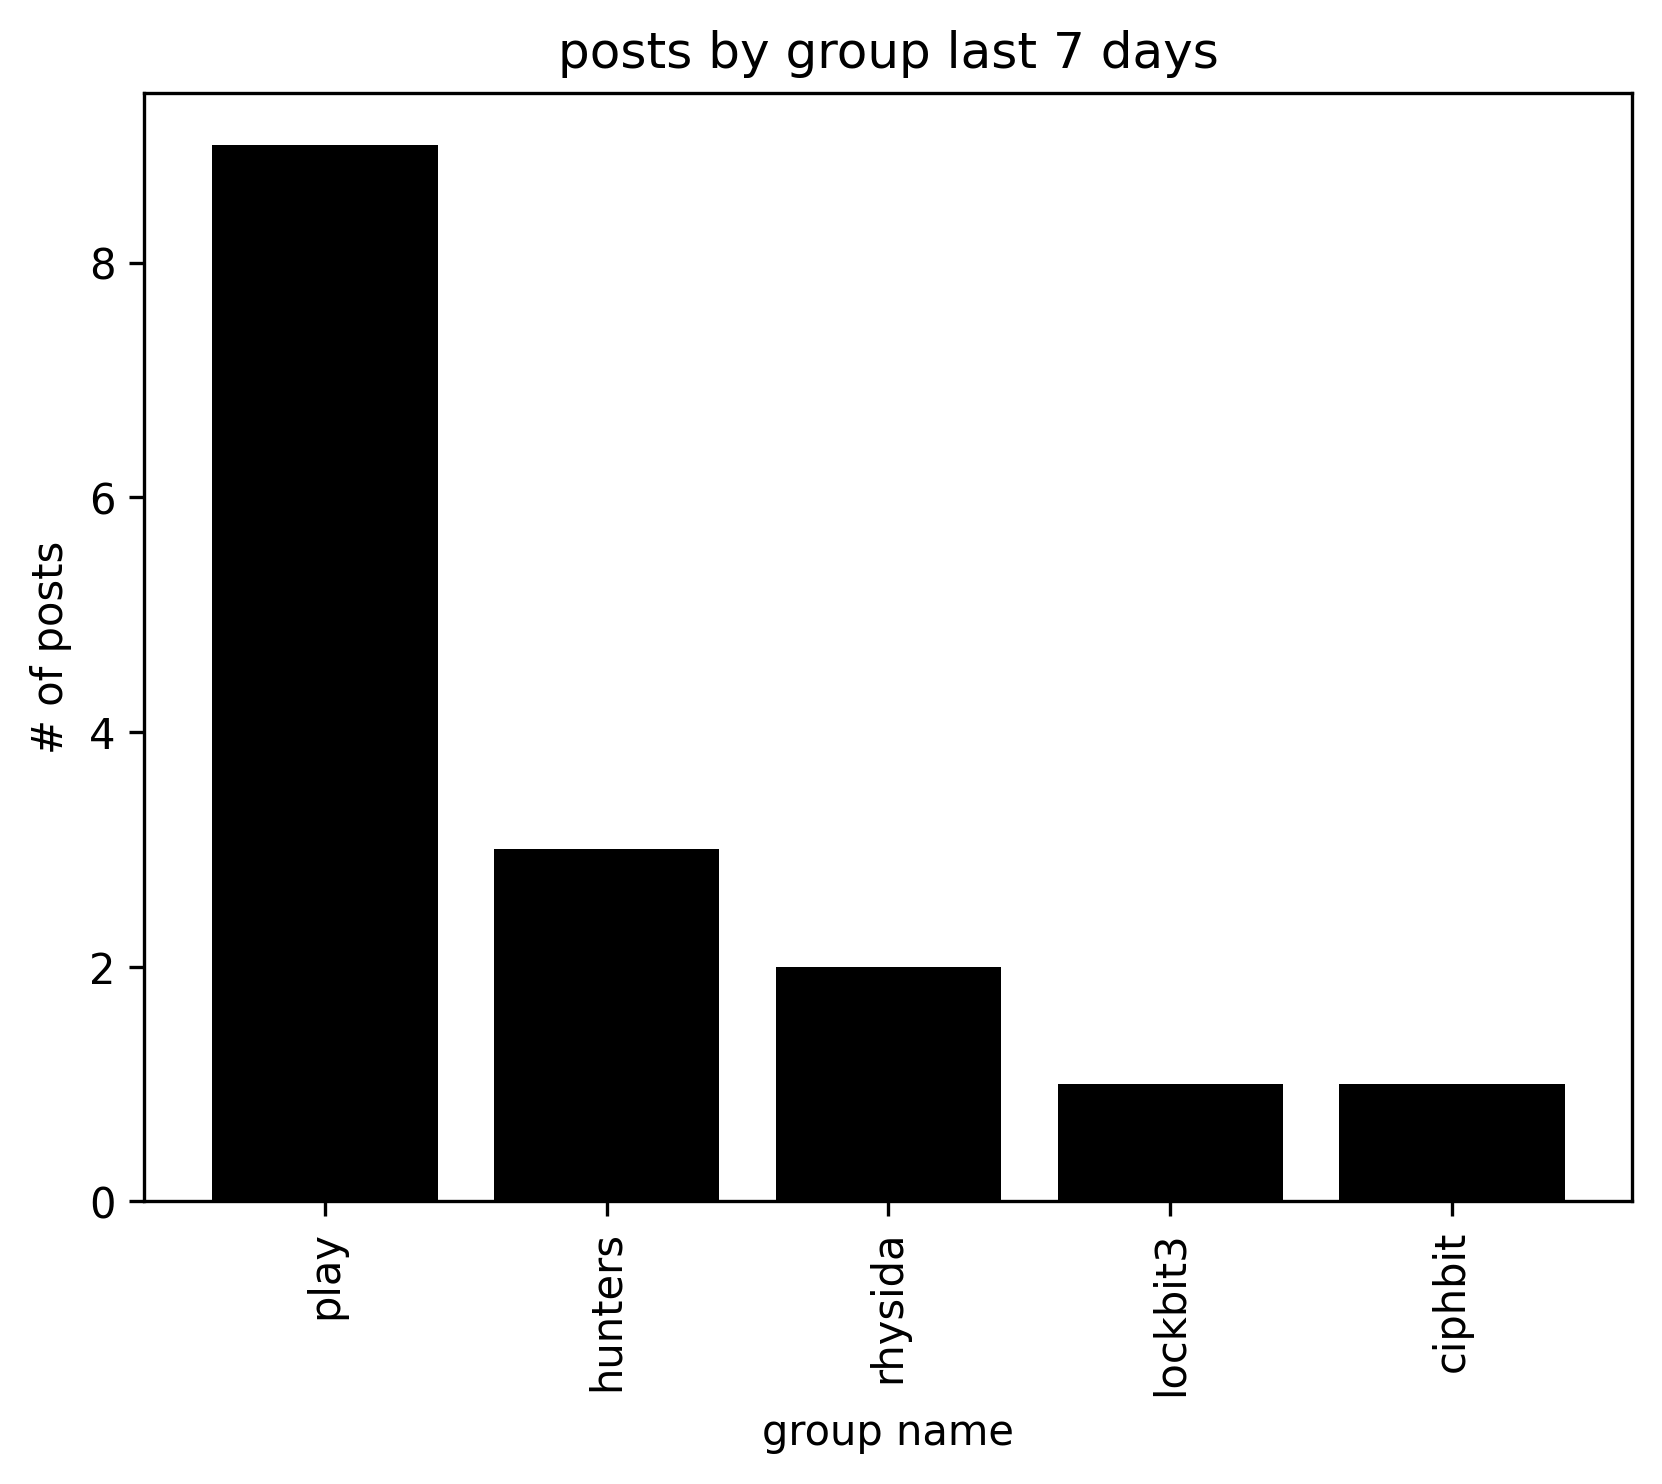 posts by group last 7 days
# of posts
8
6
4
2
0
play
hunters
rhysida
lockbit3
ciphbit
group name